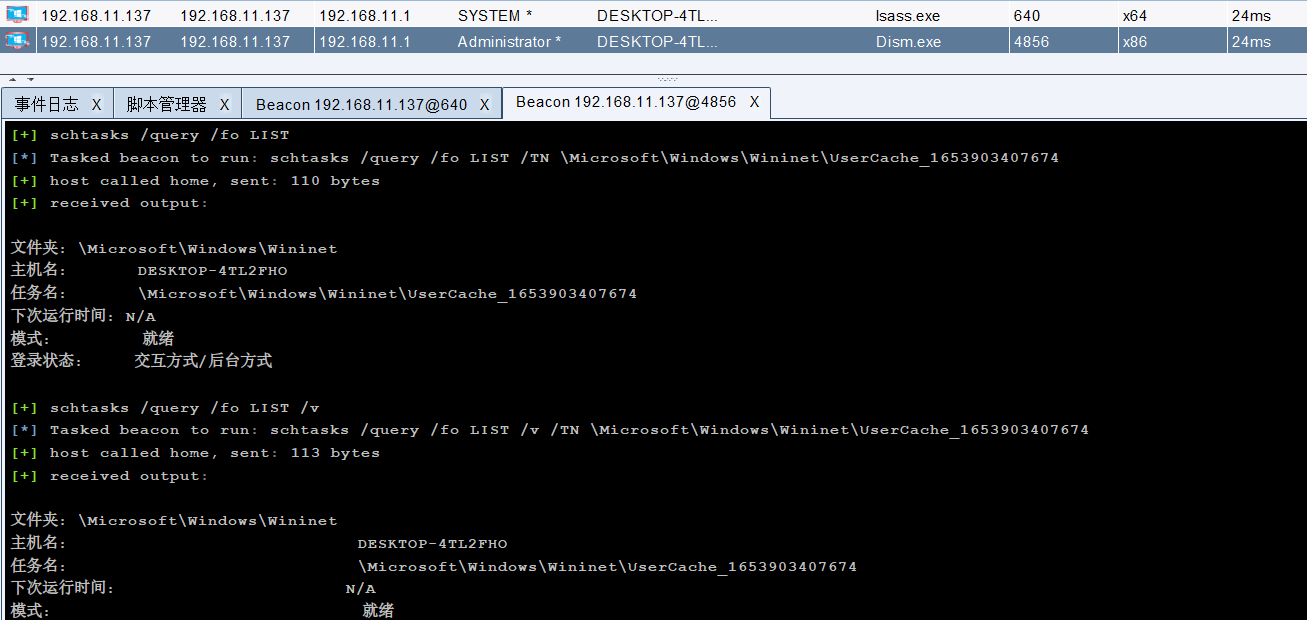 192.168.11.137 192.168.11.137 192.168.11.1 SYSTEM * DESKTOP-4TL... lsass.exe 640 x64 24ms
192.168.11.137 192.168.11.137 192.168.11.1 Administrator * DESKTOP-4TL... Dism.exe 4856 x86 24ms
事件日志 X 脚本管理器 X Beacon 192.168.11.137@640 X Beacon 192.168.11.137@4856 X
[+] schtasks /query /fo LIST
[*] Tasked beacon to run: schtasks /query /fo LIST /TN \Microsoft\Windows\Wininet\UserCache_1653903407674
[+] host called home, sent: 110 bytes
[+] received output:
文件夹: \Microsoft\Windows\Wininet
主机名: DESKTOP-4TL2FHO
任务名: \Microsoft\Windows\Wininet\UserCache_1653903407674
下次运行时间: N/A
模式: 就绪
登录状态: 交互方式/后台方式
[+] schtasks /query /fo LIST /v
[*] Tasked beacon to run: schtasks /query /fo LIST /v /TN \Microsoft\Windows\Wininet\UserCache_1653903407674
[+] host called home, sent: 113 bytes
[+] received output:
文件夹: \Microsoft\Windows\Wininet
主机名: DESKTOP-4TL2FHO
任务名: \Microsoft\Windows\Wininet\UserCache_1653903407674
下次运行时间: N/A
模式: 就绪